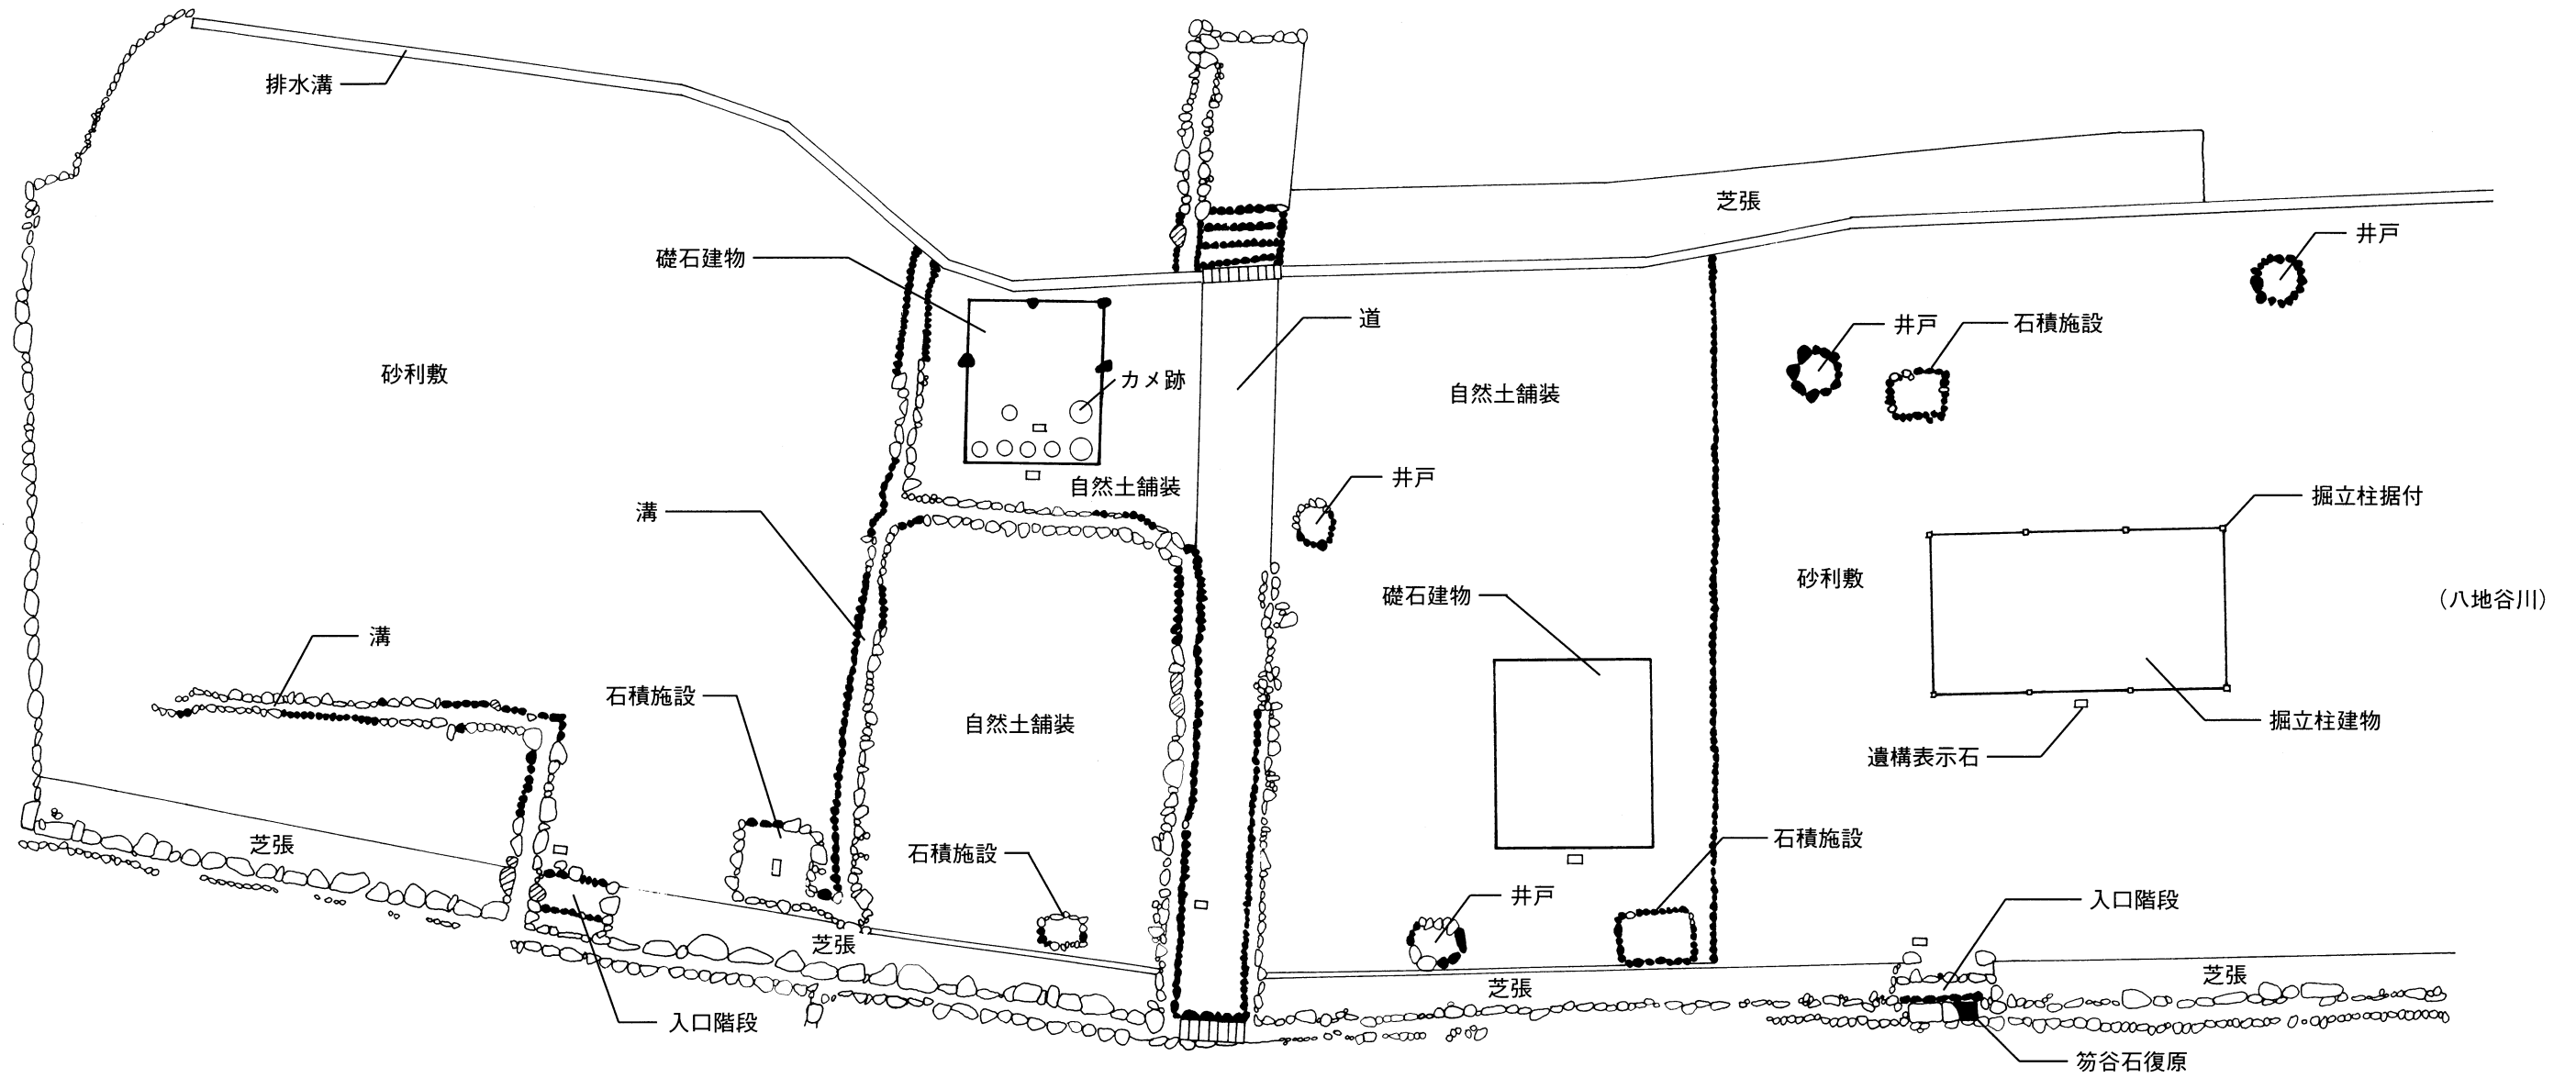 排水溝
芝張
井戸
礎石建物
道
井戸
石積施設
砂利敷
カメ跡
自然土舗装
井戸
自然土舗装
掘立柱据付
溝
砂利敷
(八地谷川)
礎石建物
溝
石積施設
自然土舗装
掘立柱建物
遺構表示石
芝張
石積施設
石積施設
井戸
入口階段
芝張
芝張
芝張
入口階段
笏谷石復原